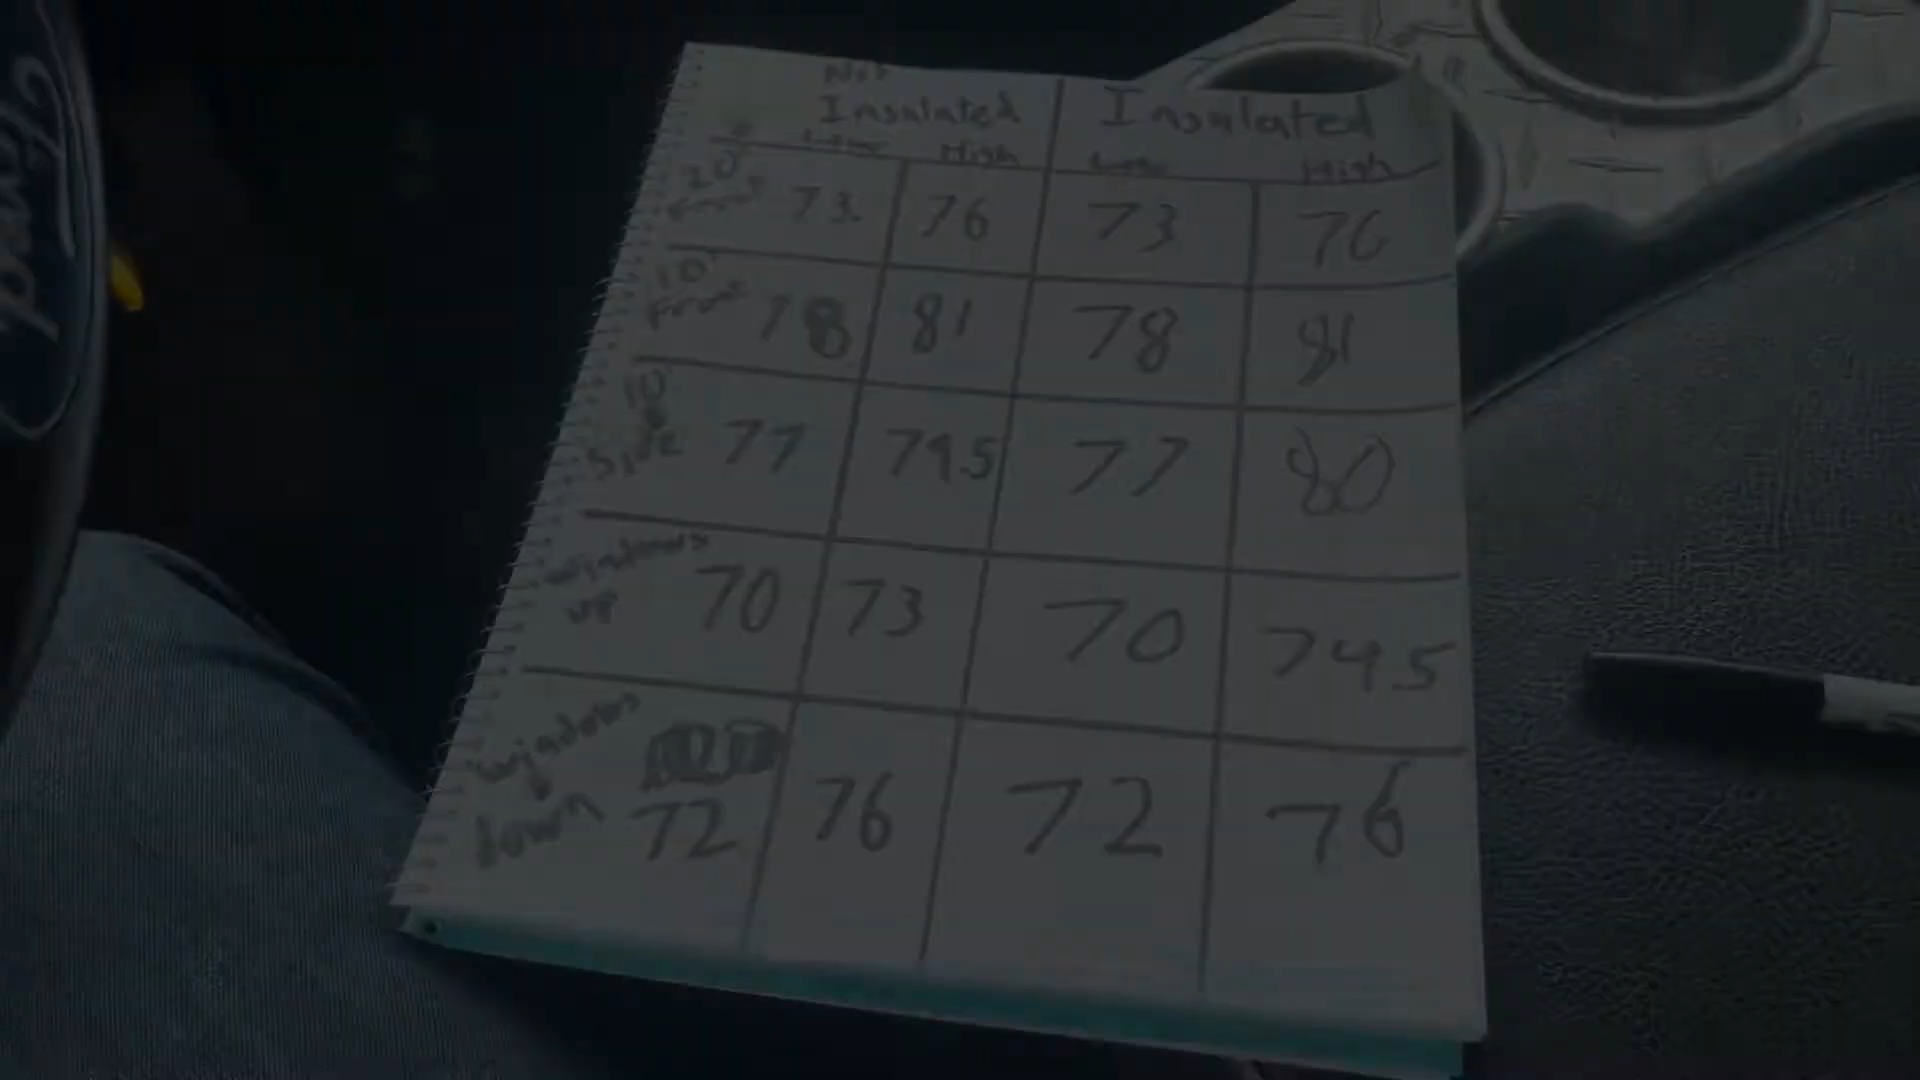 Ford
Not
Insulated Insulated
Low High Low High
20'
Front 73 76 73 76
10'
Front 78 81 78 81
10'
Side 77 79.5 77 80
windows
up 70 73 70 74.5
windows
down 72 76 72 76